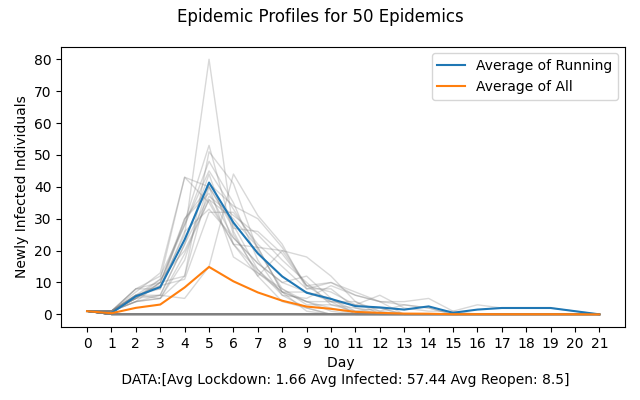 Epidemic Profiles for 50 Epidemics
Average of Running
Average of All
Newly Infected Individuals
80
70
60
50
40
30
20
10
0
0 1 2 3 4 5 6 7 8 9 10 11 12 13 14 15 16 17 18 19 20 21
Day
DATA:[Avg Lockdown: 1.66 Avg Infected: 57.44 Avg Reopen: 8.5]